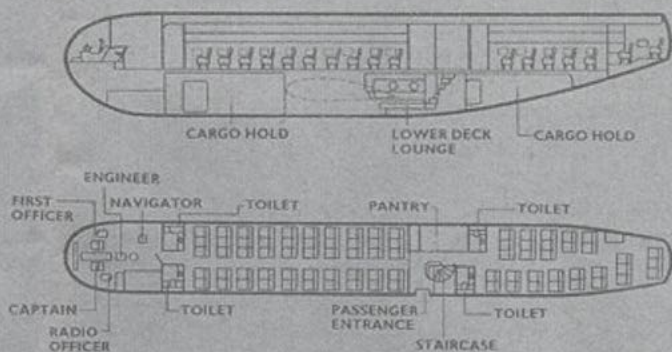 CARGO HOLD
LOWER DECK
LOUNGE
CARGO HOLD
ENGINEER
FIRST
OFFICER
NAVIGATOR
TOILET
PANTRY
TOILET
CAPTAIN
RADIO
OFFICER
TOILET
PASSENGER
ENTRANCE
STAIRCASE
TOILET